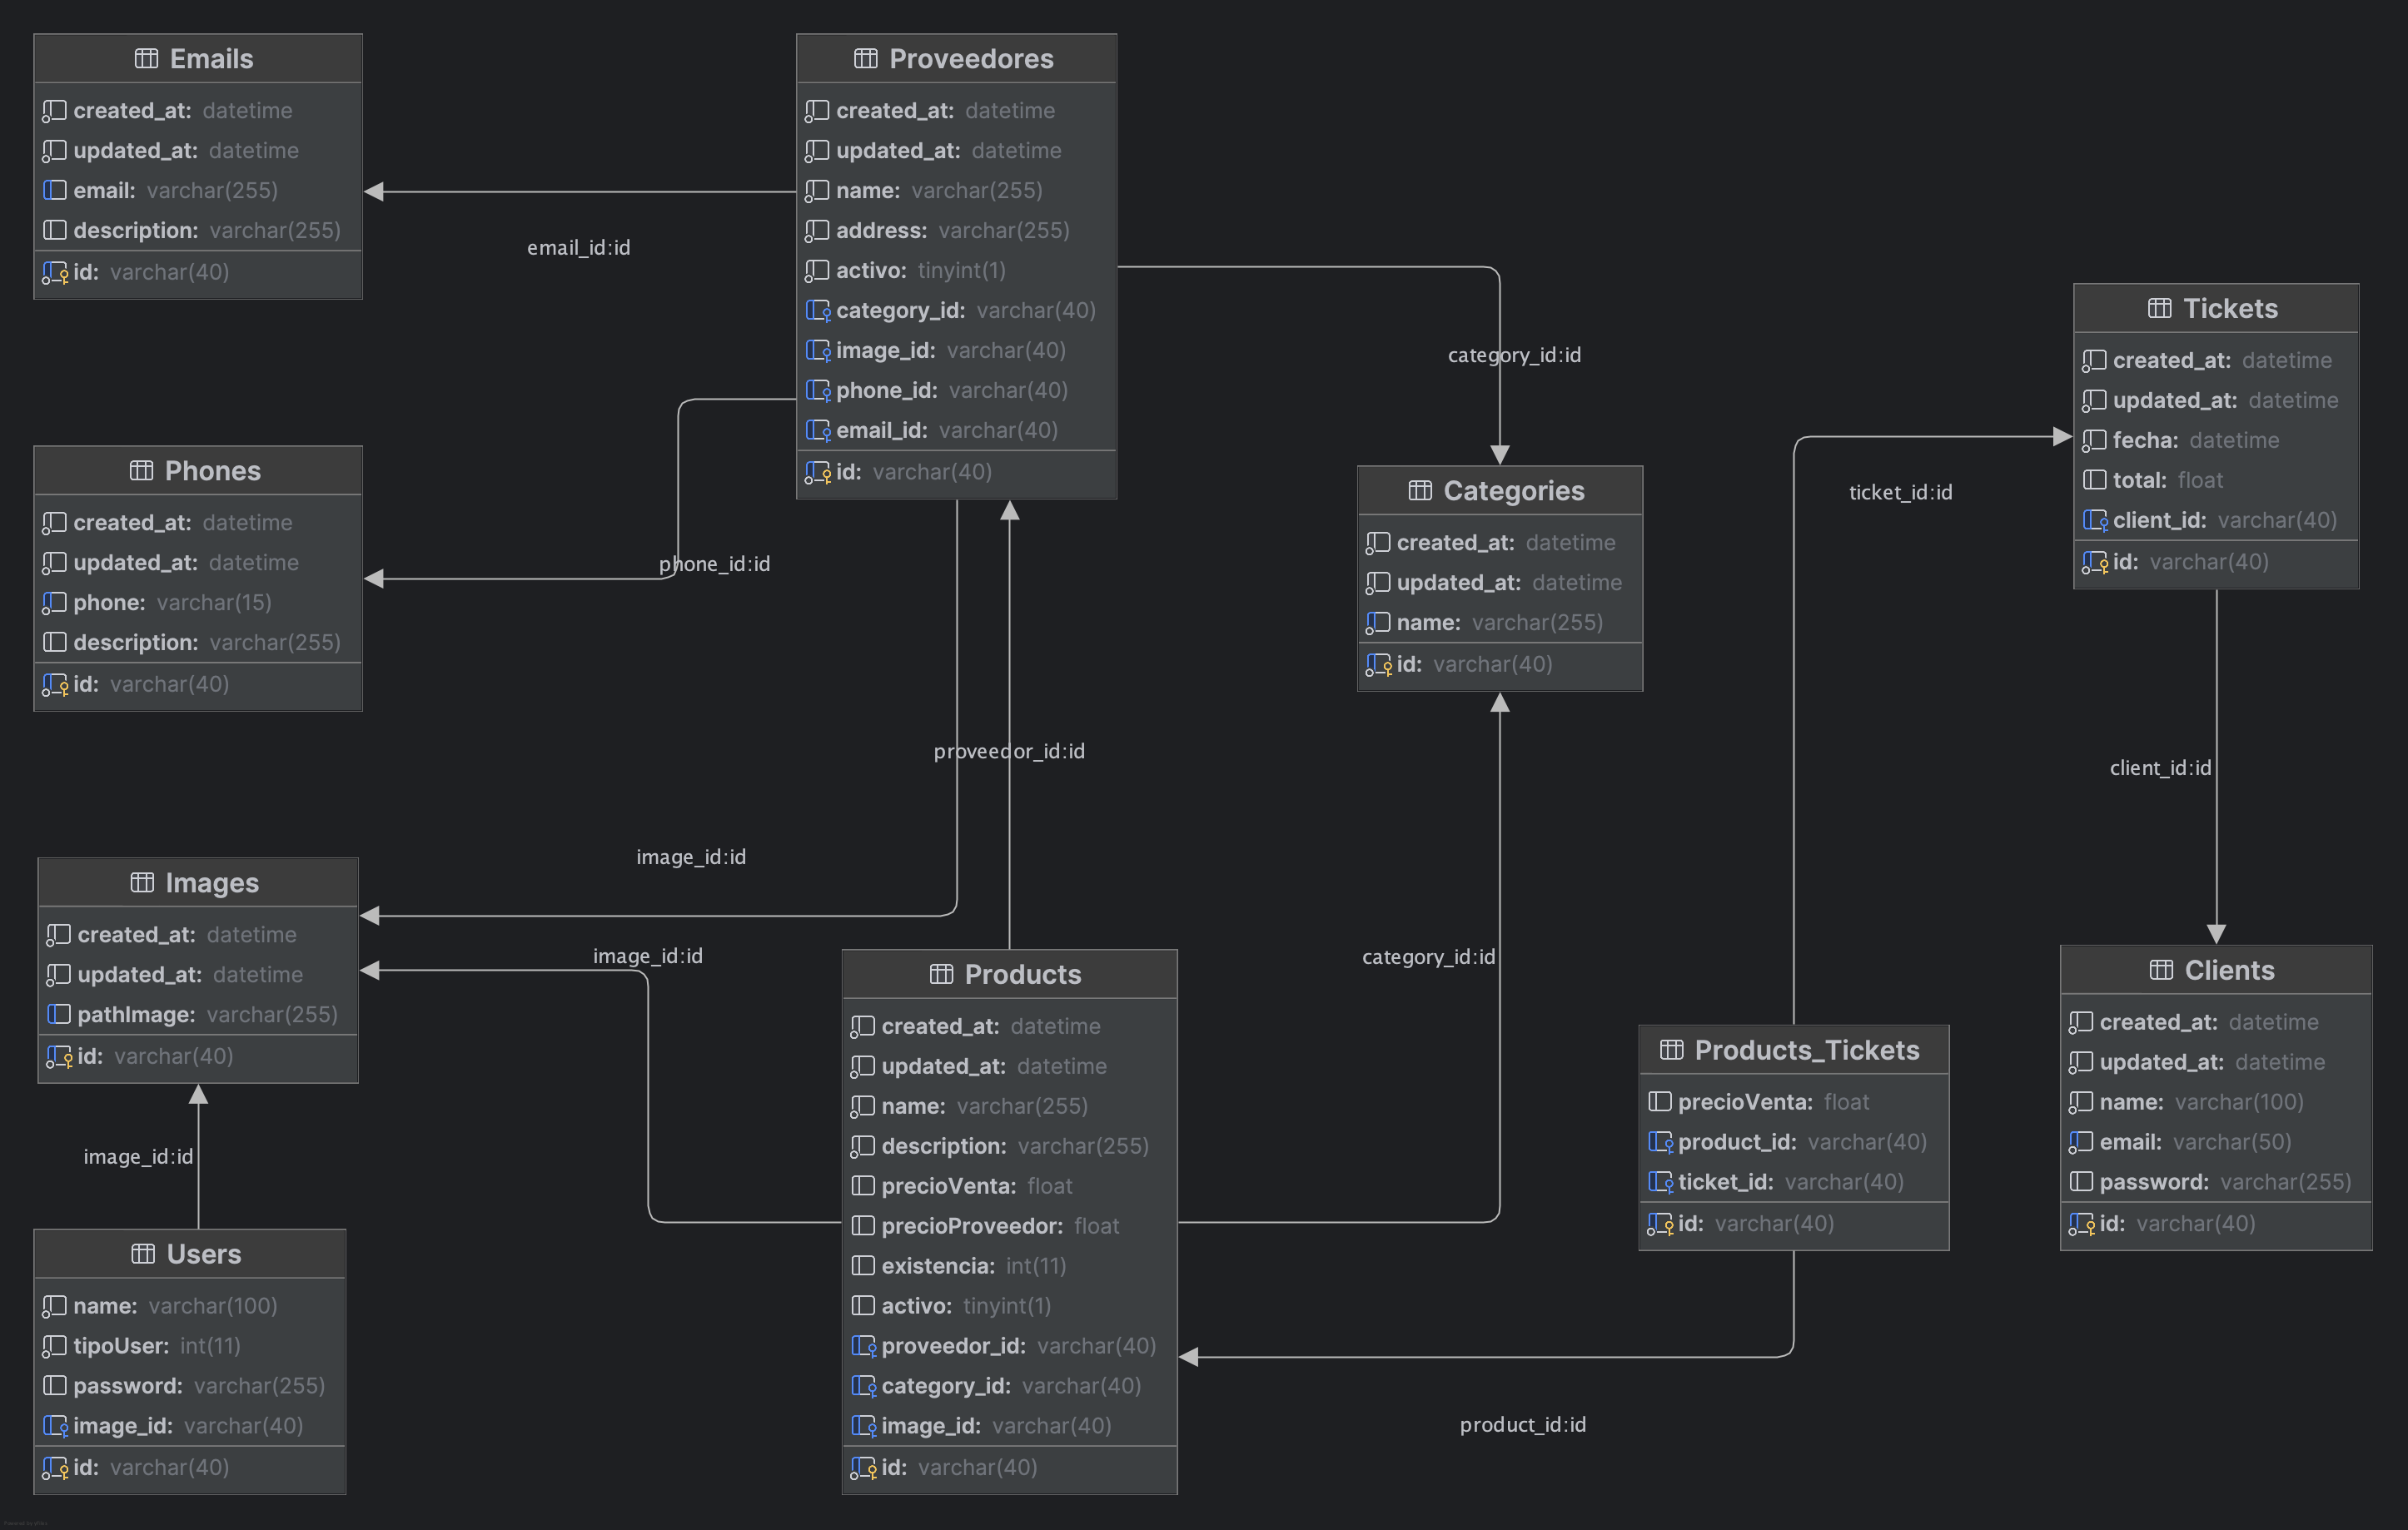 Emails
created_at: datetime
updated_at: datetime
email: varchar(255)
description: varchar(255)
id: varchar(40)
Proveedores
created_at: datetime
updated_at: datetime
name: varchar(255)
address: varchar(255)
activo: tinyint(1)
category_id: varchar(40)
image_id: varchar(40)
phone_id: varchar(40)
email_id: varchar(40)
id: varchar(40)
email_id:id
category_id:id
Tickets
created_at: datetime
updated_at: datetime
fecha: datetime
total: float
client_id: varchar(40)
id: varchar(40)
Phones
created_at: datetime
updated_at: datetime
phone: varchar(15)
description: varchar(255)
id: varchar(40)
phone_id:id
Categories
created_at: datetime
updated_at: datetime
name: varchar(255)
id: varchar(40)
ticket_id:id
proveedor_id:id
client_id:id
image_id:id
Images
created_at: datetime
updated_at: datetime
pathImage: varchar(255)
id: varchar(40)
image_id:id
Products
created_at: datetime
updated_at: datetime
name: varchar(255)
description: varchar(255)
precioVenta: float
precioProveedor: float
existencia: int(11)
activo: tinyint(1)
proveedor_id: varchar(40)
category_id: varchar(40)
image_id: varchar(40)
id: varchar(40)
category_id:id
Products_Tickets
precioVenta: float
product_id: varchar(40)
ticket_id: varchar(40)
id: varchar(40)
Clients
created_at: datetime
updated_at: datetime
name: varchar(100)
email: varchar(50)
password: varchar(255)
id: varchar(40)
image_id:id
Users
name: varchar(100)
tipoUser: int(11)
password: varchar(255)
image_id: varchar(40)
id: varchar(40)
product_id:id